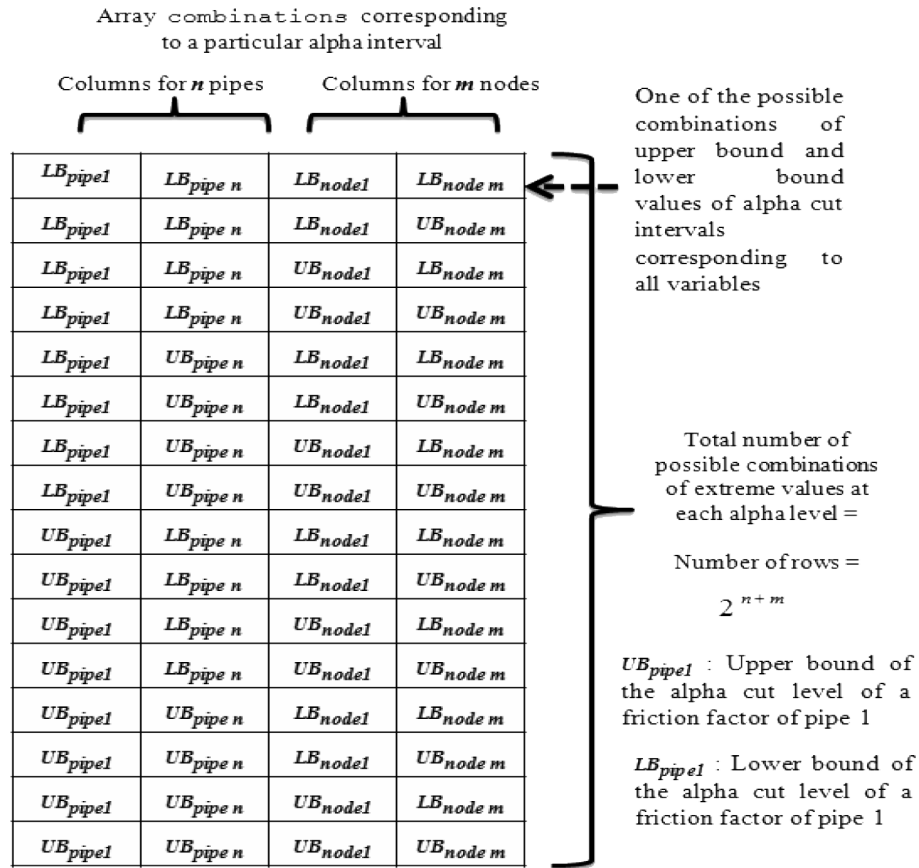 Array combinations corresponding
to a particular alpha interval
Columns for n pipes
Columns for m nodes
LBpipe1 LBpipe n LBnode1 LBnode m
LBpipe1 LBpipe n LBnode1 UBnode m
LBpipe1 LBpipe n UBnode1 LBnode m
LBpipe1 LBpipe n UBnode1 UBnode m
LBpipe1 UBpipe n LBnode1 LBnode m
LBpipe1 UBpipe n LBnode1 UBnode m
LBpipe1 UBpipe n UBnode1 LBnode m
LBpipe1 UBpipe n UBnode1 UBnode m
UBpipe1 LBpipe n LBnode1 LBnode m
UBpipe1 LBpipe n LBnode1 UBnode m
UBpipe1 LBpipe n UBnode1 LBnode m
UBpipe1 LBpipe n UBnode1 UBnode m
UBpipe1 UBpipe n LBnode1 LBnode m
UBpipe1 UBpipe n LBnode1 UBnode m
UBpipe1 UBpipe n UBnode1 LBnode m
UBpipe1 UBpipe n UBnode1 UBnode m
One of the possible
combinations of
upper bound and
lower bound
values of alpha cut
intervals
corresponding to
all variables
Total number of
possible combinations
of extreme values at
each alpha level =
Number of rows =
2 n+m
UBpipe1 : Upper bound of
the alpha cut level of a
friction factor of pipe 1
LBpipe1 : Lower bound of
the alpha cut level of a
friction factor of pipe 1